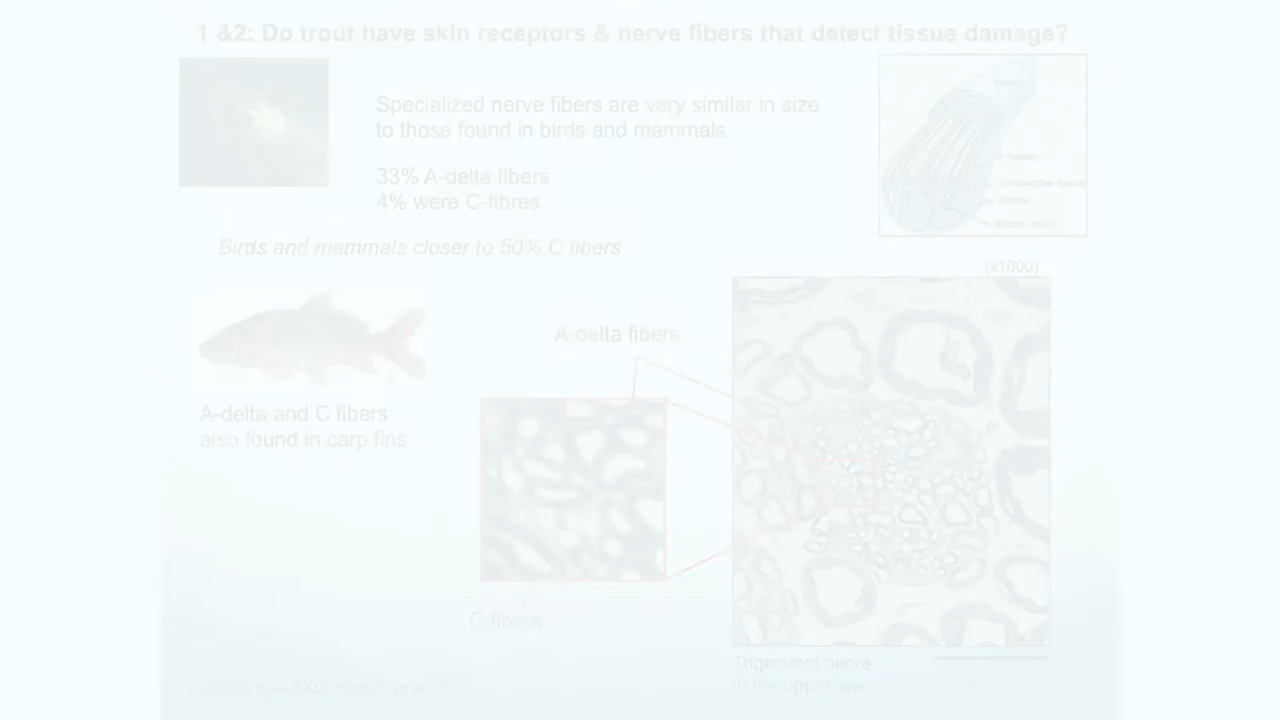 1 &2: Do trout have skin receptors & nerve fibers that detect tissue damage?
Specialized nerve fibers are very similar in size
to those found in birds and mammals…
33% A-delta fibers
4% were C-fibres
Birds and mammals closer to 50% C fibers
(x1000)
A-delta fibers
A-delta and C fibers
also found in carp fins
C fibers
Trigeminal nerve
in the upper jaw